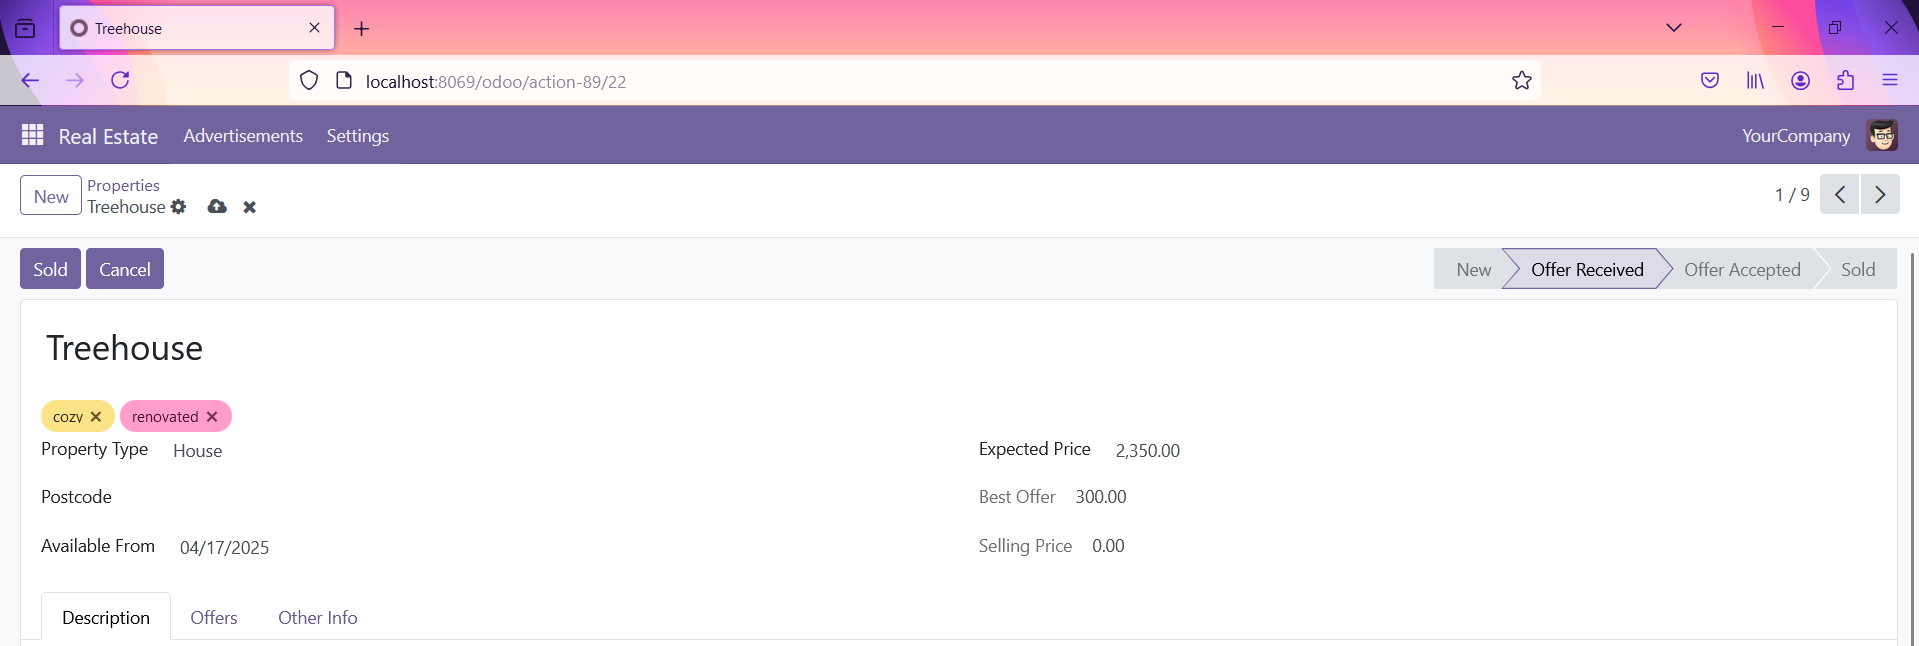 Treehouse
localhost:8069/odoo/action-89/22
Real Estate Advertisements Settings YourCompany
New Properties
Treehouse
1 / 9
Sold Cancel New Offer Received Offer Accepted Sold
Treehouse
cozy renovated
Property Type House Expected Price 2,350.00
Postcode Best Offer 300.00
Available From 04/17/2025 Selling Price 0.00
Description Offers Other Info